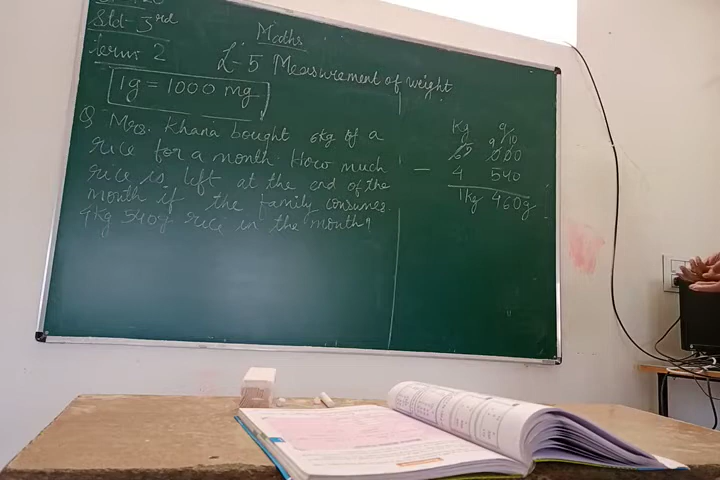 Std-3rd
Term 2
Maths
L-5 Measurement of weight
1g = 1000 mg
Q Mrs. Khana bought 6kg of a
rice for a month. How much
rice is left at the end of the
month if the family consumes
4kg 540g rice in the month?
Kg g
000
- 4 540
1kg 460g